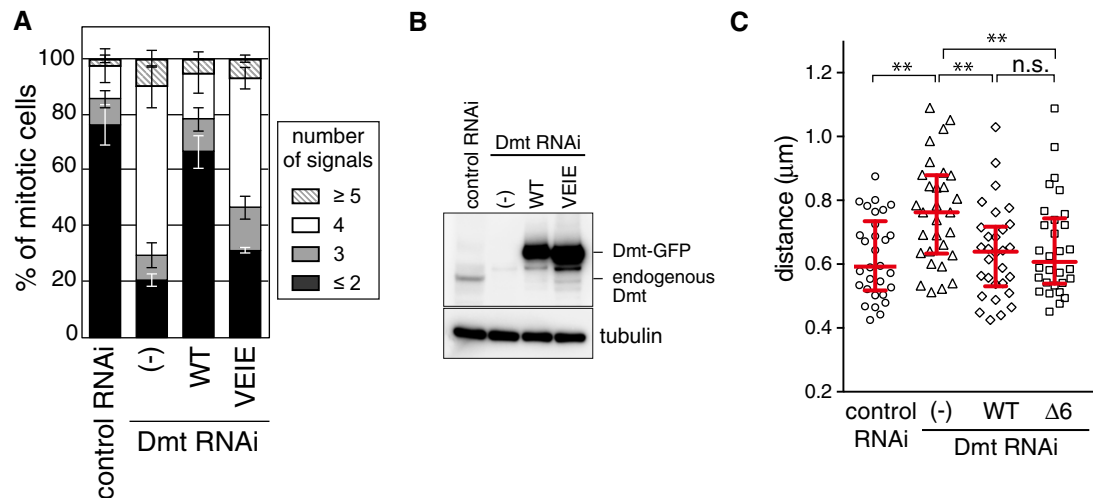 A
% of mitotic cells
100
80
60
40
20
0
control RNAi
(-)
WT
VEIE
Dmt RNAi
number
of signals
≥ 5
4
3
≤ 2
B
control RNAi
Dmt RNAi
(-)
WT
VEIE
Dmt-GFP
endogenous
Dmt
tubulin
C
distance (μm)
1.2
1.0
0.8
0.6
0.4
0.2
**
** ** n.s.
control
RNAi
(-) WT Δ6
Dmt RNAi